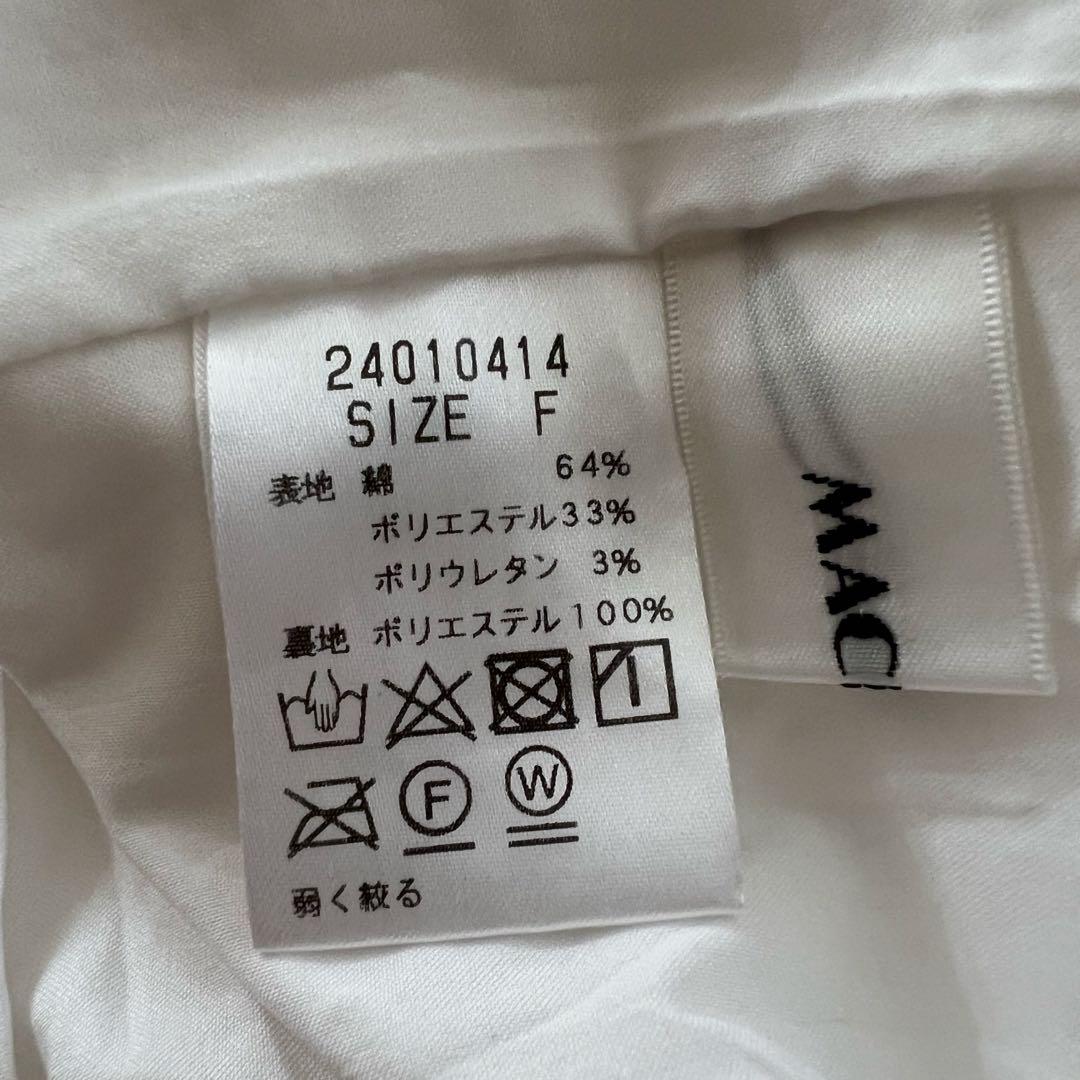 24010414
SIZE F
表地 綿 64%
ポリエステル33%
ポリウレタン 3%
裏地 ポリエステル100%
F
W
弱く絞る
MAC